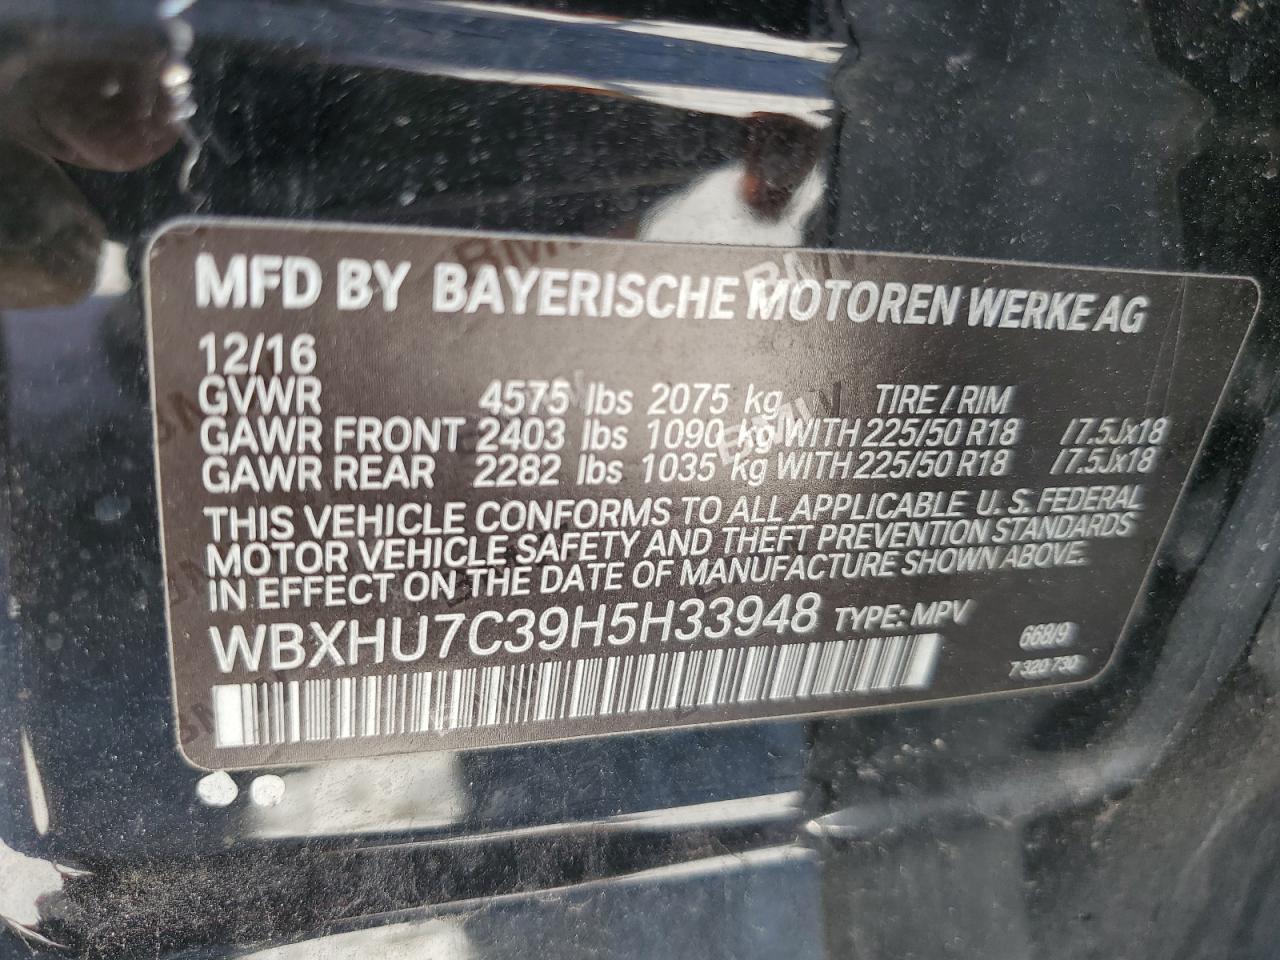 MFD BY BAYERISCHE MOTOREN WERKE AG
12/16
GVWR 4575 lbs 2075 kg TIRE / RIM
GAWR FRONT 2403 lbs 1090 kg WITH 225/50 R18 /7.5Jx18
GAWR REAR 2282 lbs 1035 kg WITH 225/50 R18 /7.5Jx18
THIS VEHICLE CONFORMS TO ALL APPLICABLE U.S. FEDERAL
MOTOR VEHICLE SAFETY AND THEFT PREVENTION STANDARDS
IN EFFECT ON THE DATE OF MANUFACTURE SHOWN ABOVE.
WBXHU7C39H5H33948 TYPE: MPV
668/9
7 320 730